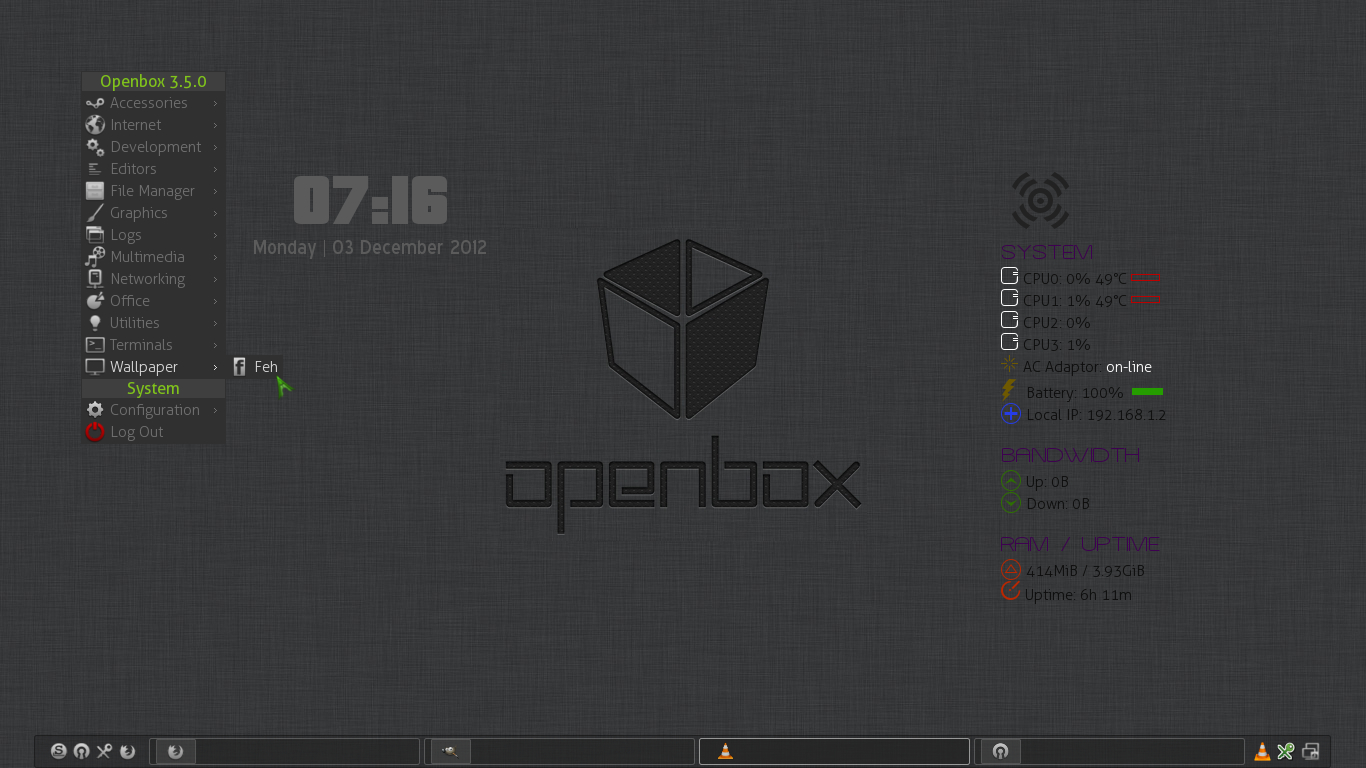 Openbox 3.5.0
Accessories
Internet
Development
Editors
File Manager
Graphics
Logs
Multimedia
Networking
Office
Utilities
Terminals
Wallpaper
Feh
System
Configuration
Log Out
07:16
Monday | 03 December 2012
openbox
SYSTEM
CPU0: 0% 49°C
CPU1: 1% 49°C
CPU2: 0%
CPU3: 1%
AC Adaptor: on-line
Battery: 100%
Local IP: 192.168.1.2
BANDWIDTH
Up: 0B
Down: 0B
RAM / UPTIME
414MiB / 3.93GiB
Uptime: 6h 11m